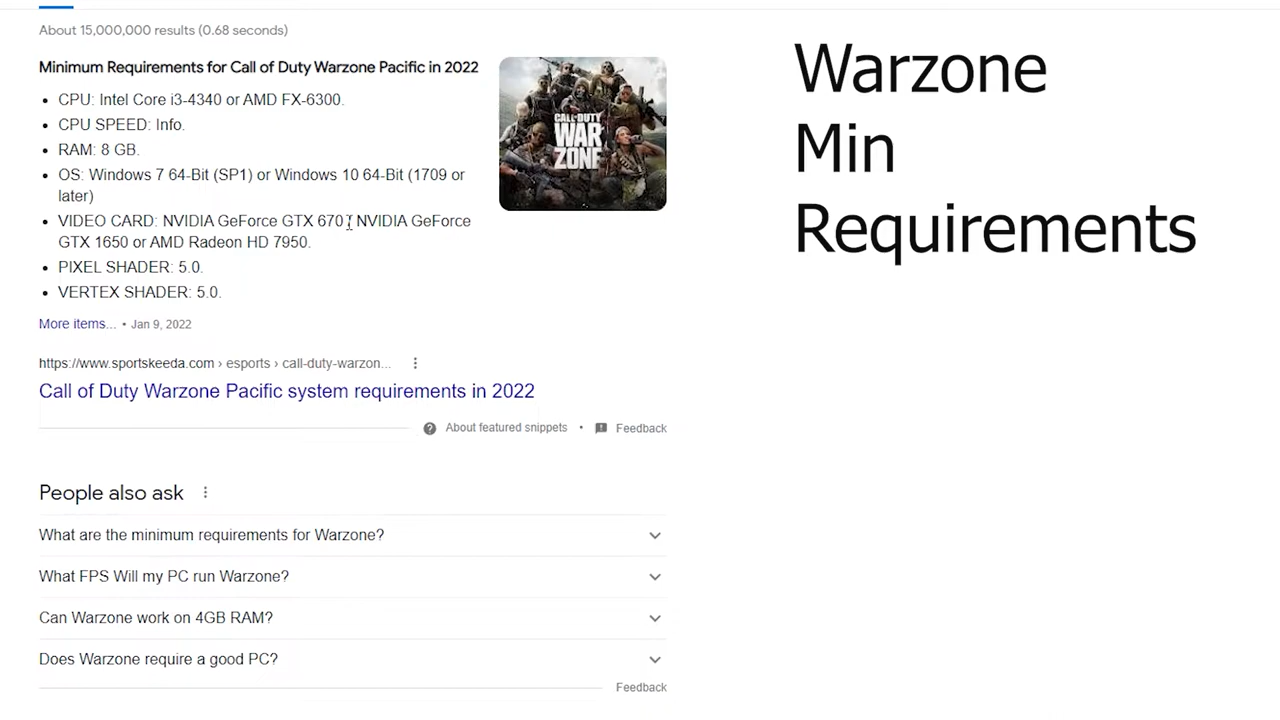 About 15,000,000 results (0.68 seconds)
Minimum Requirements for Call of Duty Warzone Pacific in 2022
CPU: Intel Core i3-4340 or AMD FX-6300.
CPU SPEED: Info.
RAM: 8 GB.
OS: Windows 7 64-Bit (SP1) or Windows 10 64-Bit (1709 or
later)
VIDEO CARD: NVIDIA GeForce GTX 670 / NVIDIA GeForce
GTX 1650 or AMD Radeon HD 7950.
PIXEL SHADER: 5.0.
VERTEX SHADER: 5.0.
More items... • Jan 9, 2022
CALL OF DUTY
WAR
ZONE
https://www.sportskeeda.com › esports › call-duty-warzon...
Call of Duty Warzone Pacific system requirements in 2022
About featured snippets • Feedback
People also ask
What are the minimum requirements for Warzone?
What FPS Will my PC run Warzone?
Can Warzone work on 4GB RAM?
Does Warzone require a good PC?
Feedback
Warzone
Min
Requirements